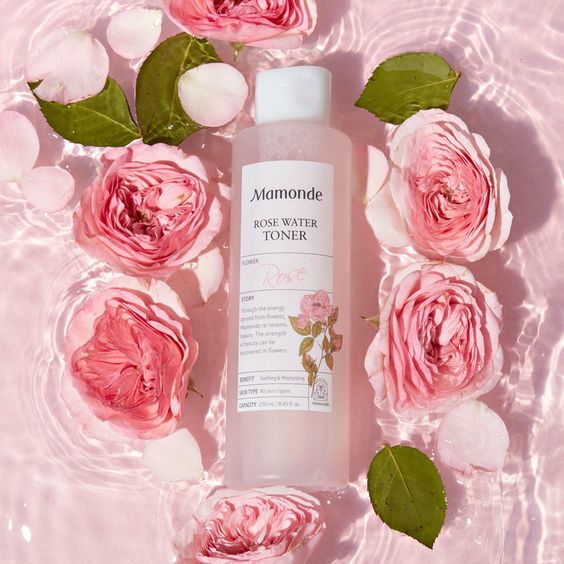 Mamonde
ROSE WATER
TONER
FLOWER
Rose
STORY
Through the energy
derived from flowers,
Mamonde re-invents
beauty. The strength
of beauty can be
discovered in flowers.
BENEFIT Soothing & Moisturizing
SKIN TYPE All skin types
CAPACITY 250 mL / 8.45 fl. oz.
Mamonde